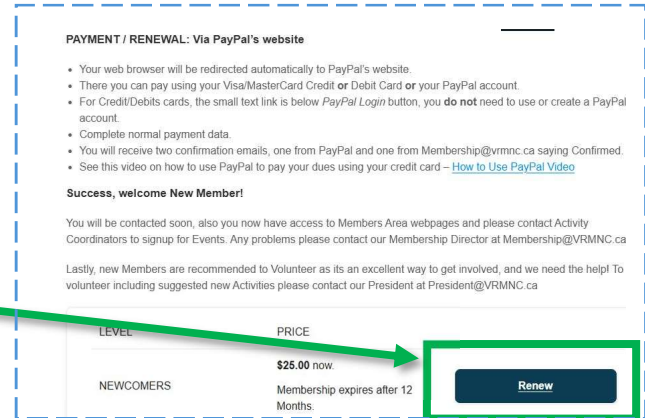 PAYMENT / RENEWAL: Via PayPal's website
• Your web browser will be redirected automatically to PayPal's website.
• There you can pay using your Visa/MasterCard Credit or Debit Card or your PayPal account.
• For Credit/Debits cards, the small text link is below PayPal Login button, you do not need to use or create a PayPal
account.
• Complete normal payment data.
• You will receive two confirmation emails, one from PayPal and one from Membership@vrmnc.ca saying Confirmed.
• See this video on how to use PayPal to pay your dues using your credit card – How to Use PayPal Video
Success, welcome New Member!
You will be contacted soon, also you now have access to Members Area webpages and please contact Activity
Coordinators to signup for Events. Any problems please contact our Membership Director at Membership@VRMNC.ca
Lastly, new Members are recommended to Volunteer as its an excellent way to get involved, and we need the help! To
volunteer including suggested new Activities please contact our President at President@VRMNC.ca
LEVEL PRICE
$25.00 now.
NEWCOMERS Membership expires after 12 Renew
Months.